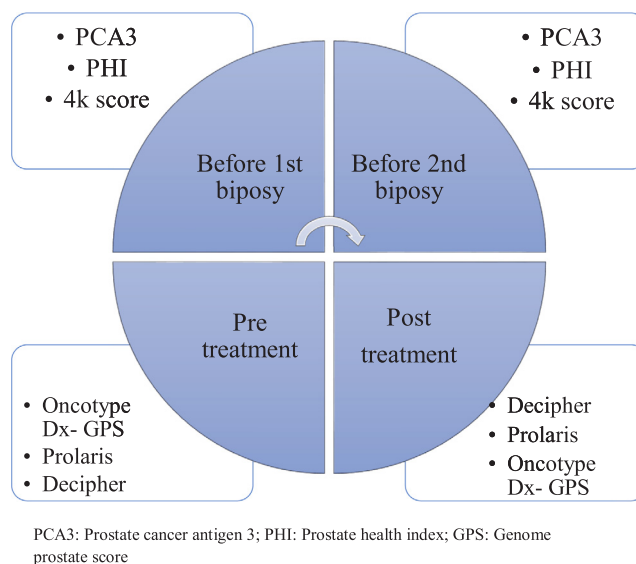 • PCA3
• PHI
• 4k score
• PCA3
• PHI
• 4k score
Before 1st
biposy
Before 2nd
biposy
Pre
treatment
Post
treatment
• Oncotype
Dx- GPS
• Prolaris
• Decipher
• Decipher
• Prolaris
• Oncotype
Dx- GPS
PCA3: Prostate cancer antigen 3; PHI: Prostate health index; GPS: Genome
prostate score